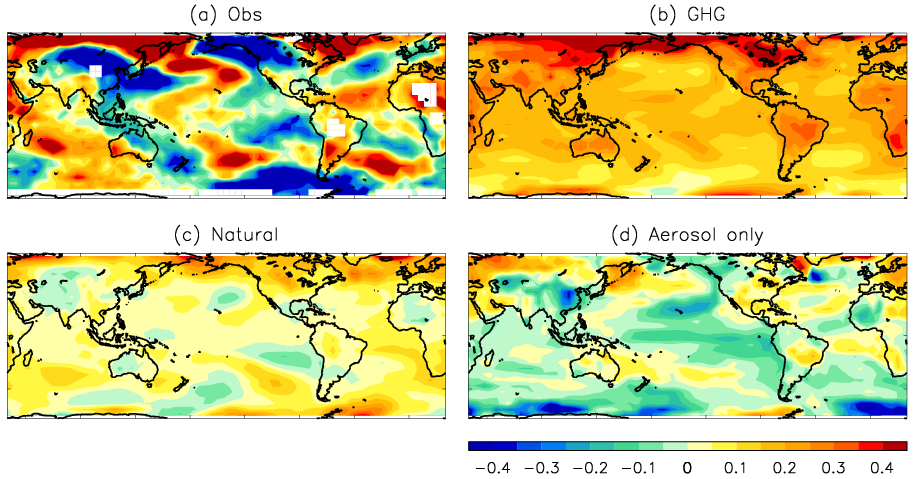 (a) Obs
(b) GHG
(c) Natural
(d) Aerosol only
−0.4 −0.3 −0.2 −0.1 0 0.1 0.2 0.3 0.4